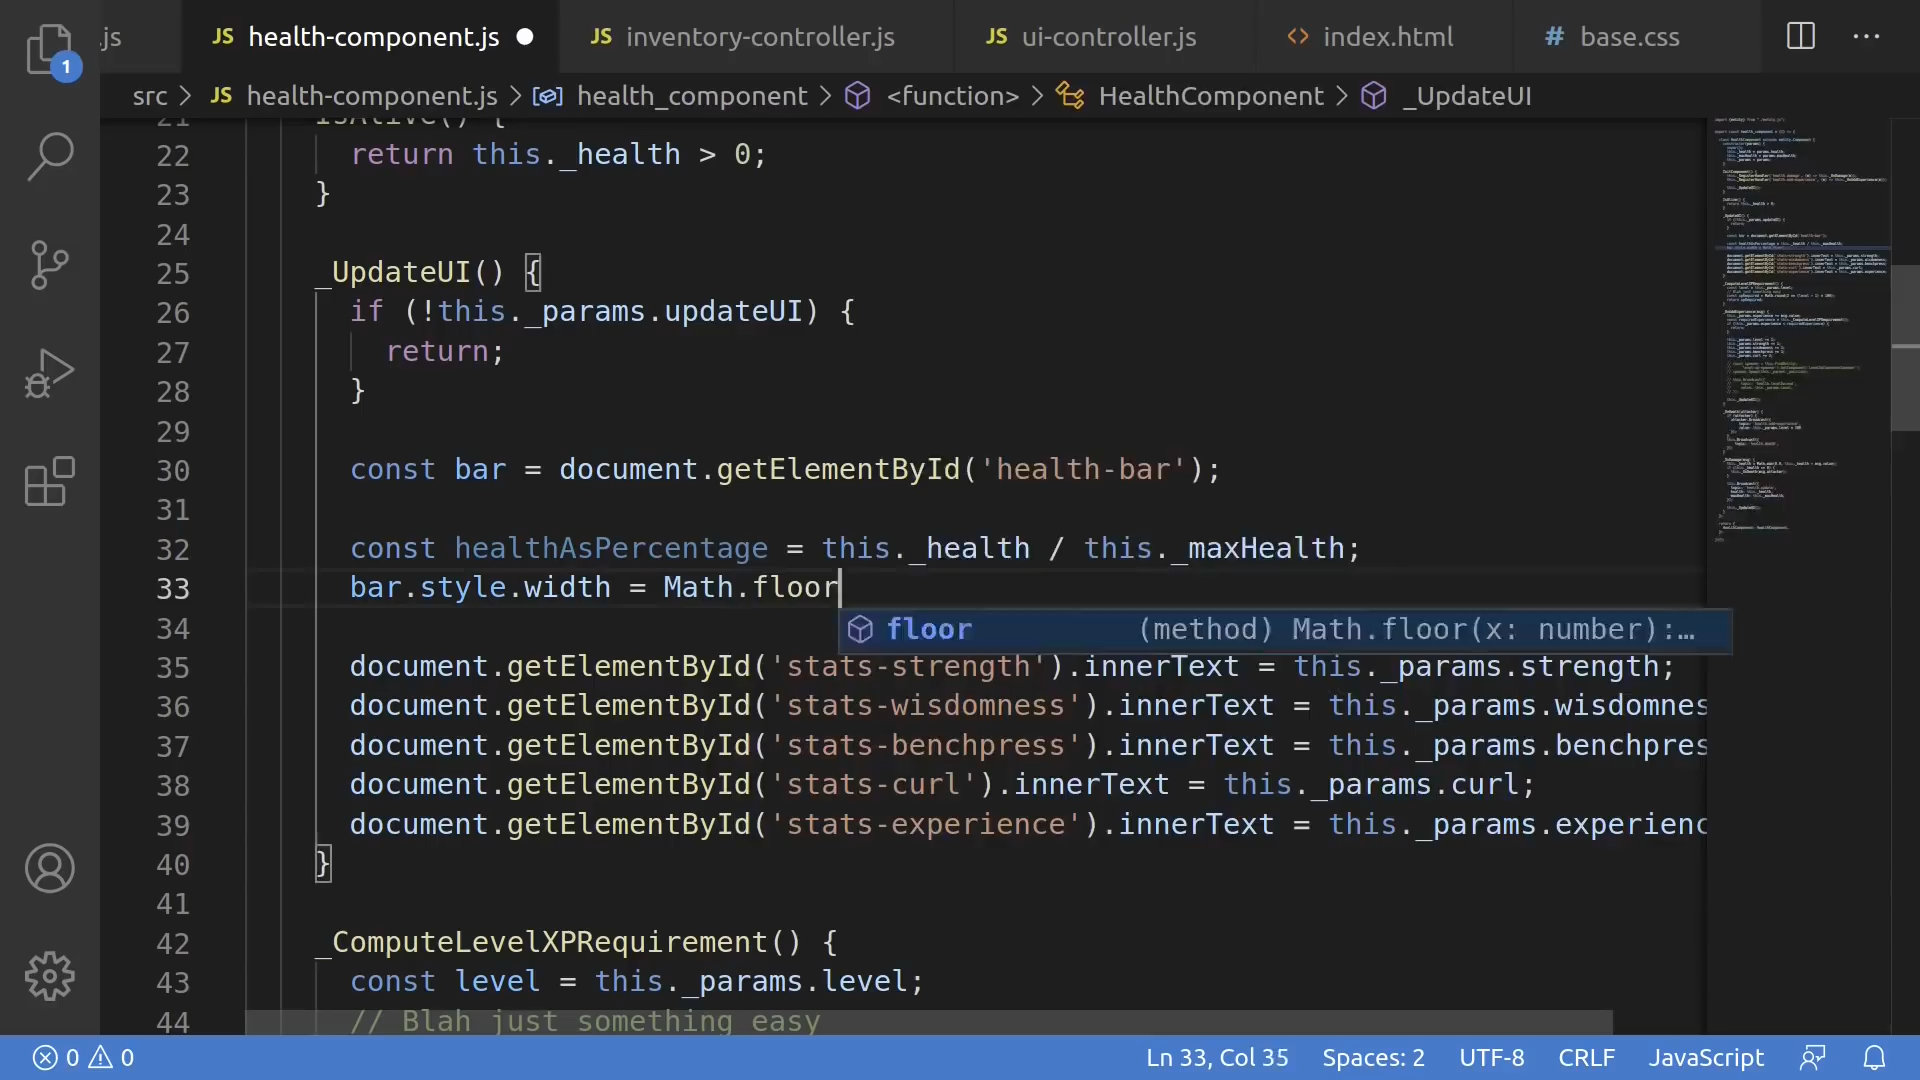 .js
JS health-component.js
JS inventory-controller.js
JS ui-controller.js
<> index.html
# base.css
...
1
src > JS health-component.js > health_component > <function> > HealthComponent > _UpdateUI
21 IsAlive() {
22 return this._health > 0;
23 }
24
25 _UpdateUI() {
26 if (!this._params.updateUI) {
27 return;
28 }
29
30 const bar = document.getElementById('health-bar');
31
32 const healthAsPercentage = this._health / this._maxHealth;
33 bar.style.width = Math.floor
floor (method) Math.floor(x: number):…
34
35 document.getElementById('stats-strength').innerText = this._params.strength;
36 document.getElementById('stats-wisdomness').innerText = this._params.wisdomnes
37 document.getElementById('stats-benchpress').innerText = this._params.benchpres
38 document.getElementById('stats-curl').innerText = this._params.curl;
39 document.getElementById('stats-experience').innerText = this._params.experienc
40 }
41
42 _ComputeLevelXPRequirement() {
43 const level = this._params.level;
44 // Blah just something easy
0 0 Ln 33, Col 35 Spaces: 2 UTF-8 CRLF JavaScript